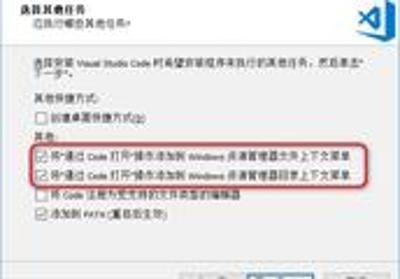 选择其他任务
应执行哪些其他任务?
选择安装 Visual Studio Code 时希望安装程序来执行的其他任务，然后单击"
下一步"。
其他快捷方式:
创建桌面快捷方式(D)
其他:
将"通过 Code 打开"操作添加到 Windows 资源管理器文件上下文菜单
将"通过 Code 打开"操作添加到 Windows 资源管理器目录上下文菜单
将 Code 注册为受支持的文件类型的编辑器
添加到 PATH (重启后生效)